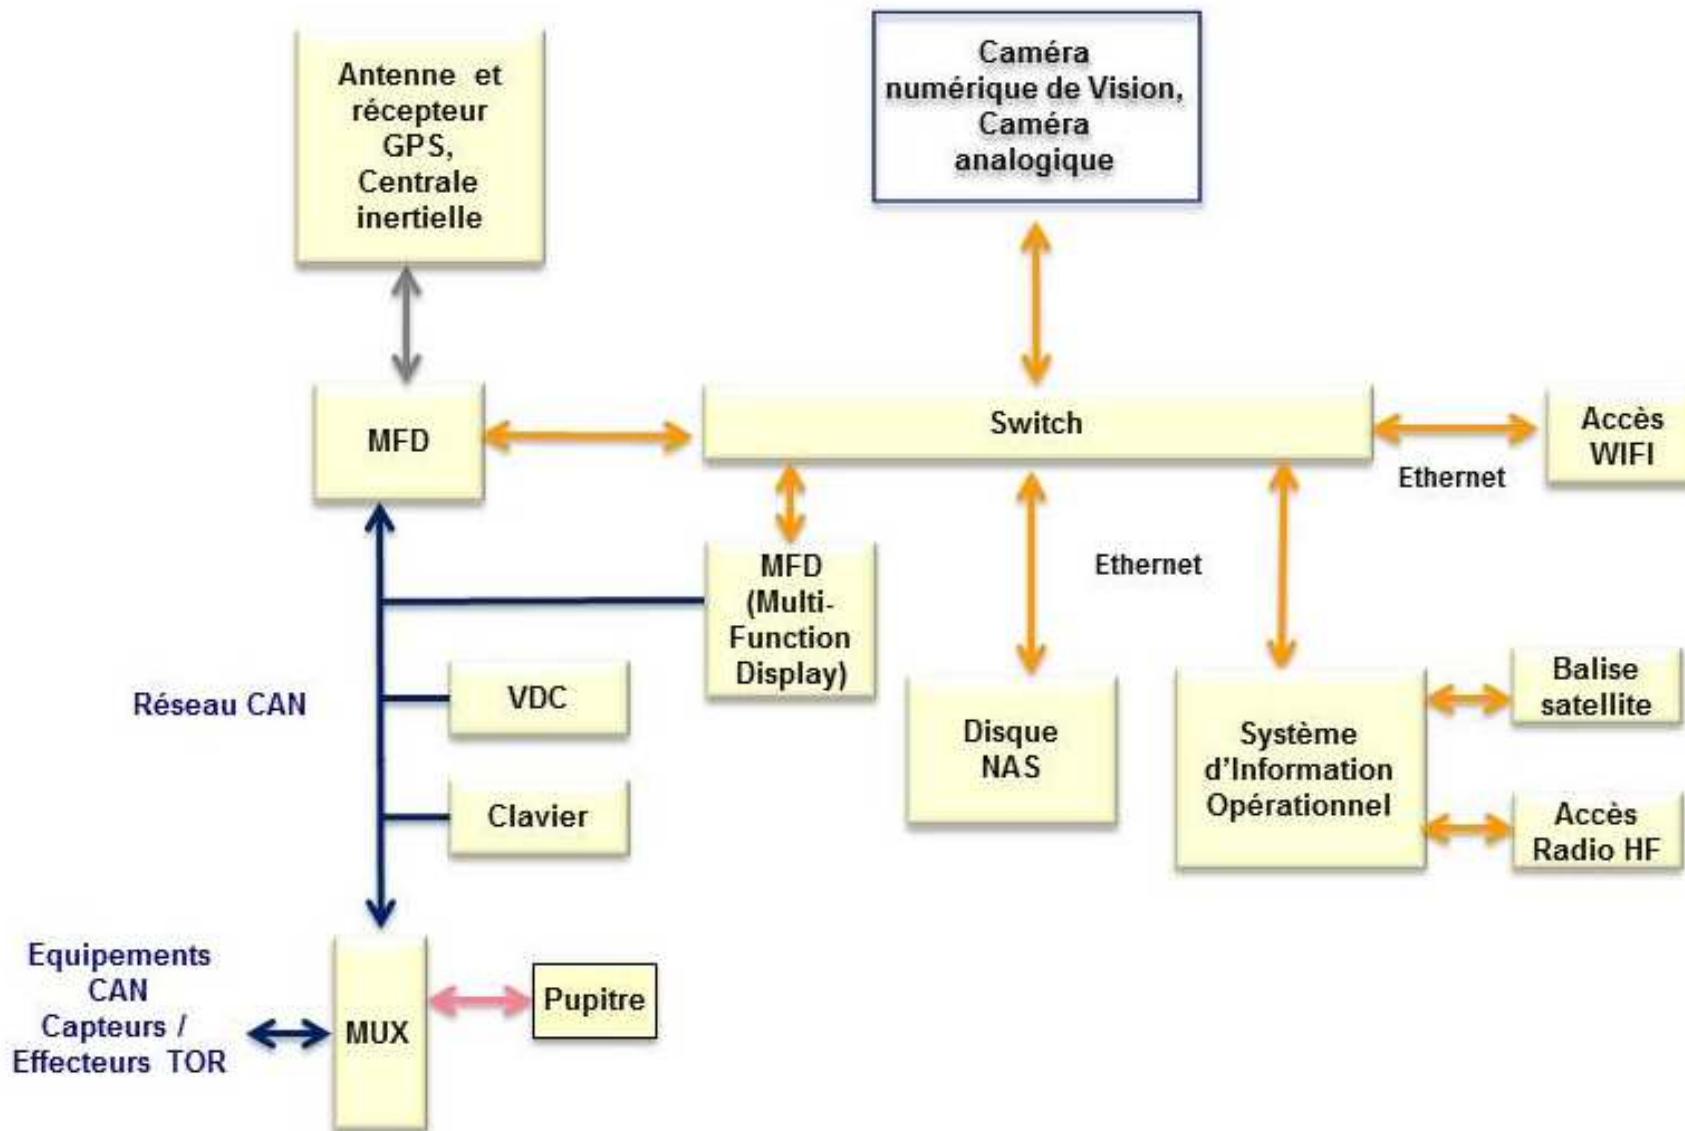 Antenne et
récepteur
GPS,
Centrale
inertielle
Caméra
numérique de Vision,
Caméra
analogique
MFD
Switch
Accès
WIFI
Ethernet
MFD
(Multi-
Function
Display)
Ethernet
Réseau CAN
VDC
Clavier
Disque
NAS
Système
d'Information
Opérationnel
Balise
satellite
Accès
Radio HF
Equipements
CAN
Capteurs /
Effecteurs TOR
MUX
Pupitre